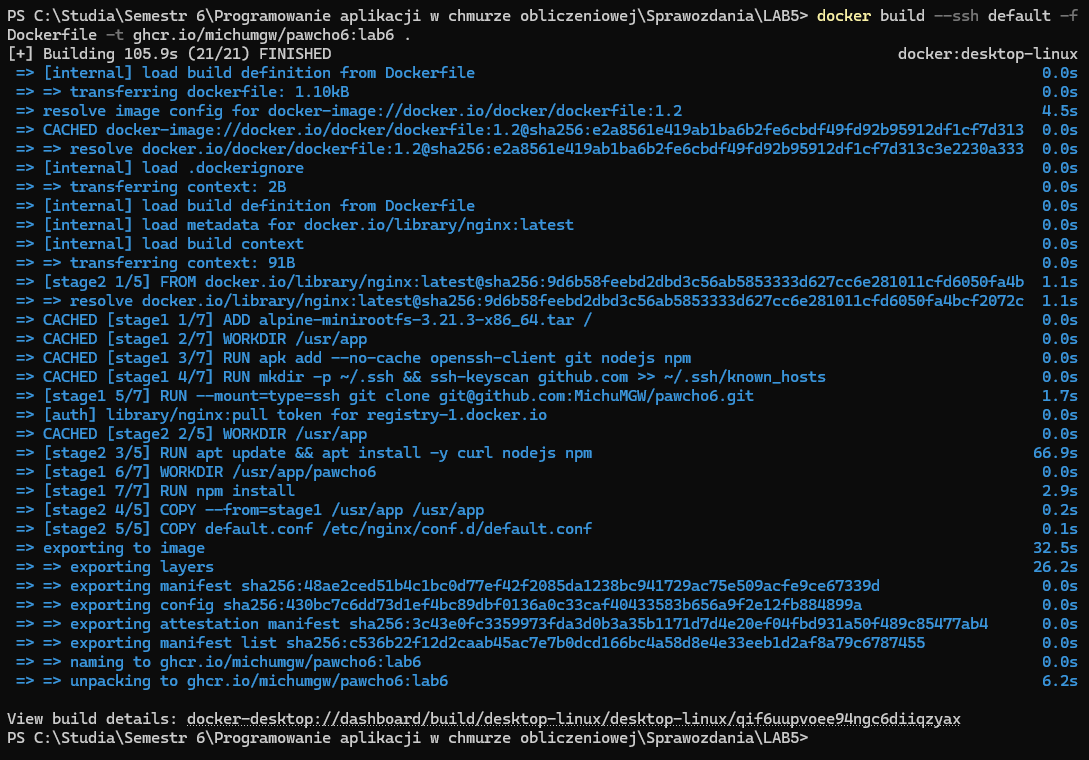 PS C:\Studia\Semestr 6\Programowanie aplikacji w chmurze obliczeniowej\Sprawozdania\LAB5> docker build --ssh default -f
Dockerfile -t ghcr.io/michumgw/pawcho6:lab6 .
[+] Building 105.9s (21/21) FINISHED docker:desktop-linux
=> [internal] load build definition from Dockerfile 0.0s
=> => transferring dockerfile: 1.10kB 0.0s
=> resolve image config for docker-image://docker.io/docker/dockerfile:1.2 4.5s
=> CACHED docker-image://docker.io/docker/dockerfile:1.2@sha256:e2a8561e419ab1ba6b2fe6cbdf49fd92b95912df1cf7d313 0.0s
=> => resolve docker.io/docker/dockerfile:1.2@sha256:e2a8561e419ab1ba6b2fe6cbdf49fd92b95912df1cf7d313c3e2230a333 0.0s
=> [internal] load .dockerignore 0.0s
=> => transferring context: 2B 0.0s
=> [internal] load build definition from Dockerfile 0.0s
=> [internal] load metadata for docker.io/library/nginx:latest 0.0s
=> [internal] load build context 0.0s
=> => transferring context: 91B 0.0s
=> [stage2 1/5] FROM docker.io/library/nginx:latest@sha256:9d6b58feebd2dbd3c56ab5853333d627cc6e281011cfd6050fa4b 1.1s
=> => resolve docker.io/library/nginx:latest@sha256:9d6b58feebd2dbd3c56ab5853333d627cc6e281011cfd6050fa4bcf2072c 1.1s
=> CACHED [stage1 1/7] ADD alpine-minirootfs-3.21.3-x86_64.tar / 0.0s
=> CACHED [stage1 2/7] WORKDIR /usr/app 0.0s
=> CACHED [stage1 3/7] RUN apk add --no-cache openssh-client git nodejs npm 0.0s
=> CACHED [stage1 4/7] RUN mkdir -p ~/.ssh && ssh-keyscan github.com >> ~/.ssh/known_hosts 0.0s
=> [stage1 5/7] RUN --mount=type=ssh git clone git@github.com:MichuMGW/pawcho6.git 1.7s
=> [auth] library/nginx:pull token for registry-1.docker.io 0.0s
=> CACHED [stage2 2/5] WORKDIR /usr/app 0.0s
=> [stage2 3/5] RUN apt update && apt install -y curl nodejs npm 66.9s
=> [stage1 6/7] WORKDIR /usr/app/pawcho6 0.0s
=> [stage1 7/7] RUN npm install 2.9s
=> [stage2 4/5] COPY --from=stage1 /usr/app /usr/app 0.2s
=> [stage2 5/5] COPY default.conf /etc/nginx/conf.d/default.conf 0.1s
=> exporting to image 32.5s
=> => exporting layers 26.2s
=> => exporting manifest sha256:48ae2ced51b4c1bc0d77ef42f2085da1238bc941729ac75e509acfe9ce67339d 0.0s
=> => exporting config sha256:430bc7c6dd73d1ef4bc89dbf0136a0c33caf40433583b656a9f2e12fb884899a 0.0s
=> => exporting attestation manifest sha256:3c43e0fc3359973fda3d0b3a35b1171d7d4e20ef04fbd931a50f489c85477ab4 0.0s
=> => exporting manifest list sha256:c536b22f12d2caab45ac7e7b0dcd166bc4a58d8e4e33eeb1d2af8a79c6787455 0.0s
=> => naming to ghcr.io/michumgw/pawcho6:lab6 0.0s
=> => unpacking to ghcr.io/michumgw/pawcho6:lab6 6.2s
View build details: docker-desktop://dashboard/build/desktop-linux/desktop-linux/qif6uupvoee94ngc6diiqzyax
PS C:\Studia\Semestr 6\Programowanie aplikacji w chmurze obliczeniowej\Sprawozdania\LAB5>